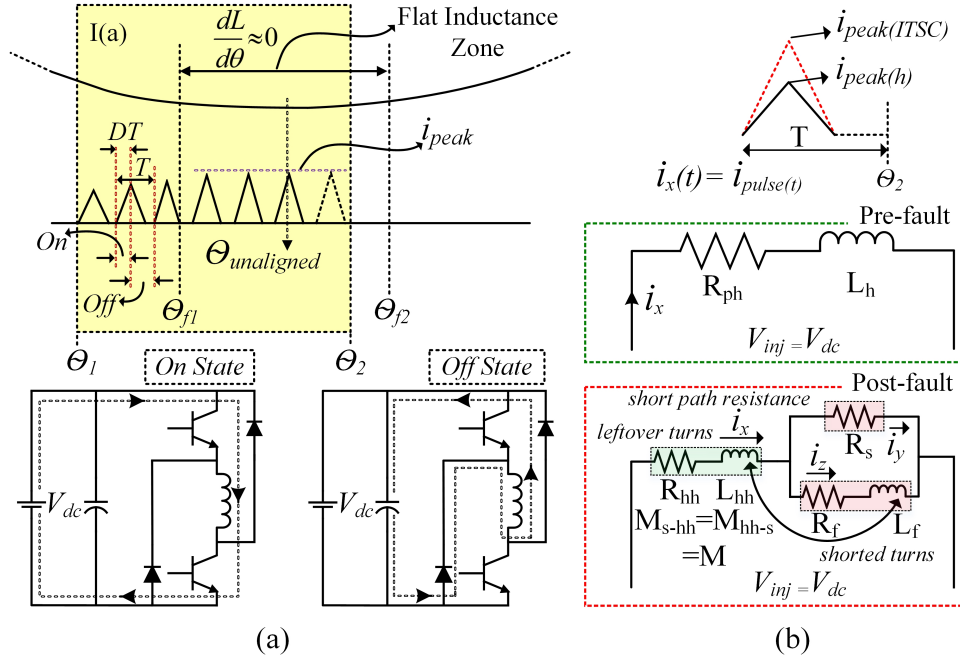 I(a)
dL
dθ ≈0
Flat Inductance
Zone
DT
T
i_peak
On
Off
Θ_unaligned
Θ_f1
Θ_f2
Θ_1
Θ_2
On State
Off State
V_dc
V_dc
(a)
i_peak(ITSC)
i_peak(h)
T
i_x(t) = i_pulse(t)
Θ_2
Pre-fault
R_ph
L_h
i_x
V_inj = V_dc
Post-fault
short path resistance
leftover turns
i_x
R_s
i_y
i_z
R_hh
L_hh
R_f
L_f
M_s-hh=M_hh-s
=M
shorted turns
V_inj = V_dc
(b)